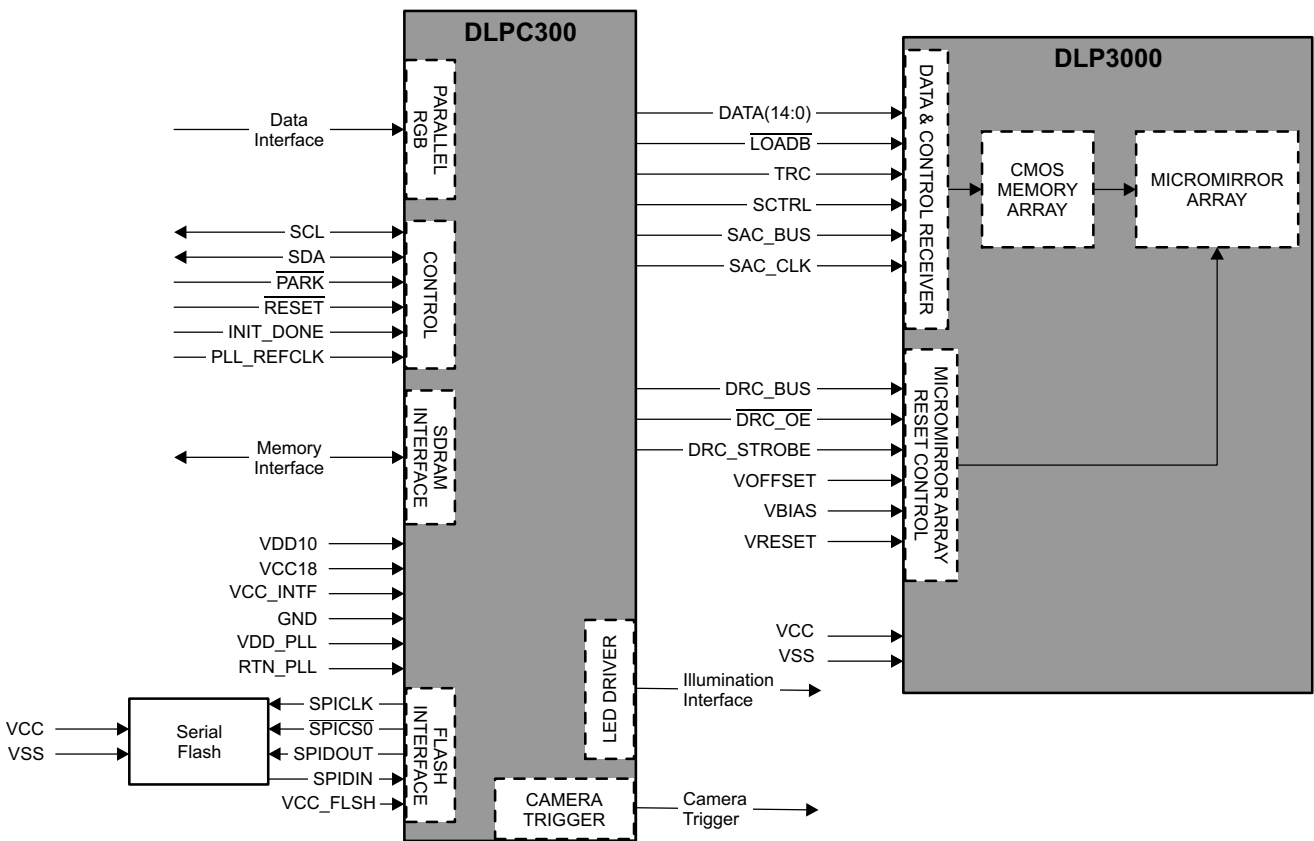 DLPC300
DLP3000
PARALLEL
RGB
Data
Interface
CONTROL
SCL
SDA
PARK
RESET
INIT_DONE
PLL_REFCLK
SDRAM
INTERFACE
Memory
Interface
VDD10
VCC18
VCC_INTF
GND
VDD_PLL
RTN_PLL
VCC
VSS
Serial
Flash
SPICLK
SPICS0
SPIDOUT
SPIDIN
VCC_FLSH
FLASH
INTERFACE
LED DRIVER
Illumination
Interface
CAMERA
TRIGGER
Camera
Trigger
DATA(14:0)
LOADB
TRC
SCTRL
SAC_BUS
SAC_CLK
DATA & CONTROL RECEIVER
CMOS
MEMORY
ARRAY
MICROMIRROR
ARRAY
DRC_BUS
DRC_OE
DRC_STROBE
VOFFSET
VBIAS
VRESET
MICROMIRROR ARRAY
RESET CONTROL
VCC
VSS